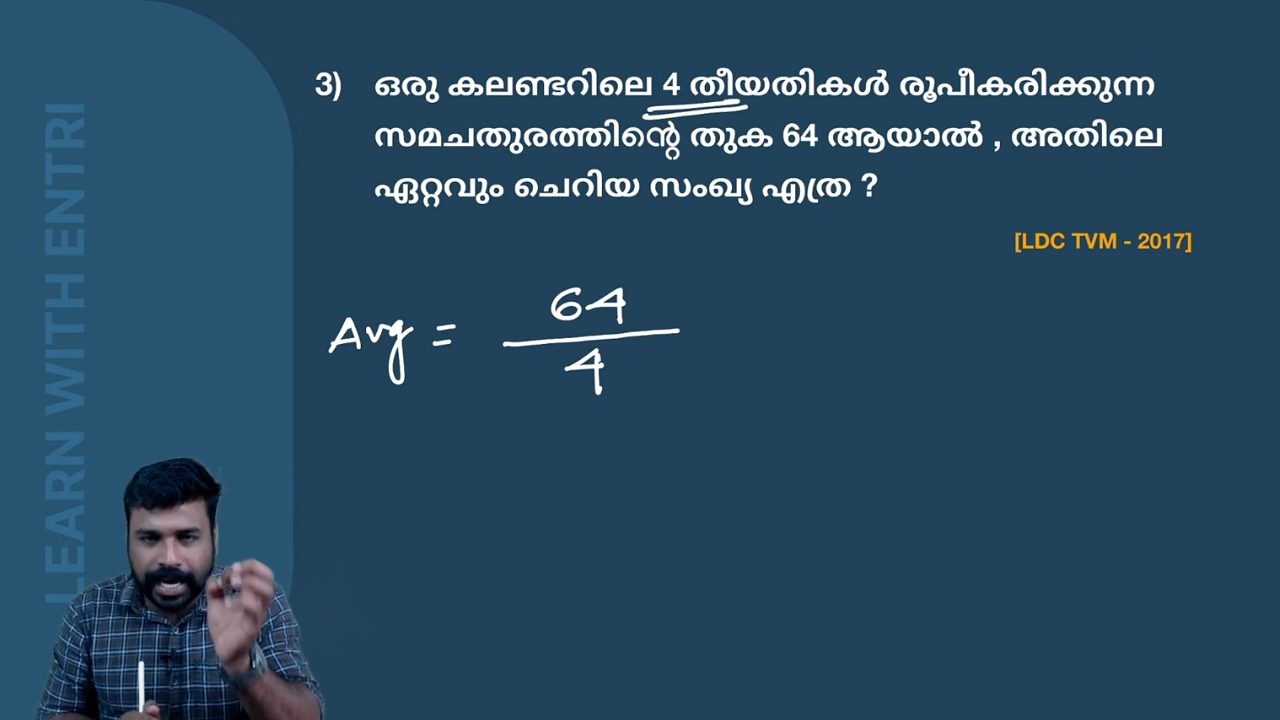 LEARN WITH ENTRI
3) ഒരു കലണ്ടറിലെ 4 തീയതികൾ രൂപീകരിക്കുന്ന
സമചതുരത്തിന്റെ തുക 64 ആയാൽ , അതിലെ
ഏറ്റവും ചെറിയ സംഖ്യ എത്ര ?
[LDC TVM - 2017]
Avg = 64
4